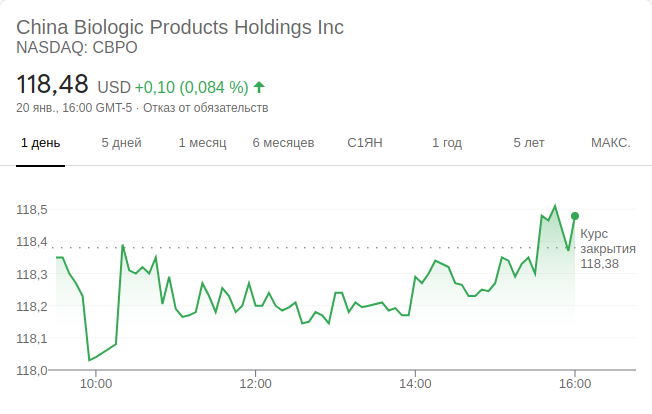 China Biologic Products Holdings Inc
NASDAQ: CBPO
118,48 USD +0,10 (0,084 %)
20 янв., 16:00 GMT-5 · Отказ от обязательств
1 день 5 дней 1 месяц 6 месяцев С1ЯН 1 год 5 лет МАКС.
118,5
118,4
118,3
118,2
118,1
118,0
Курс
закрытия
118,38
10:00 12:00 14:00 16:00